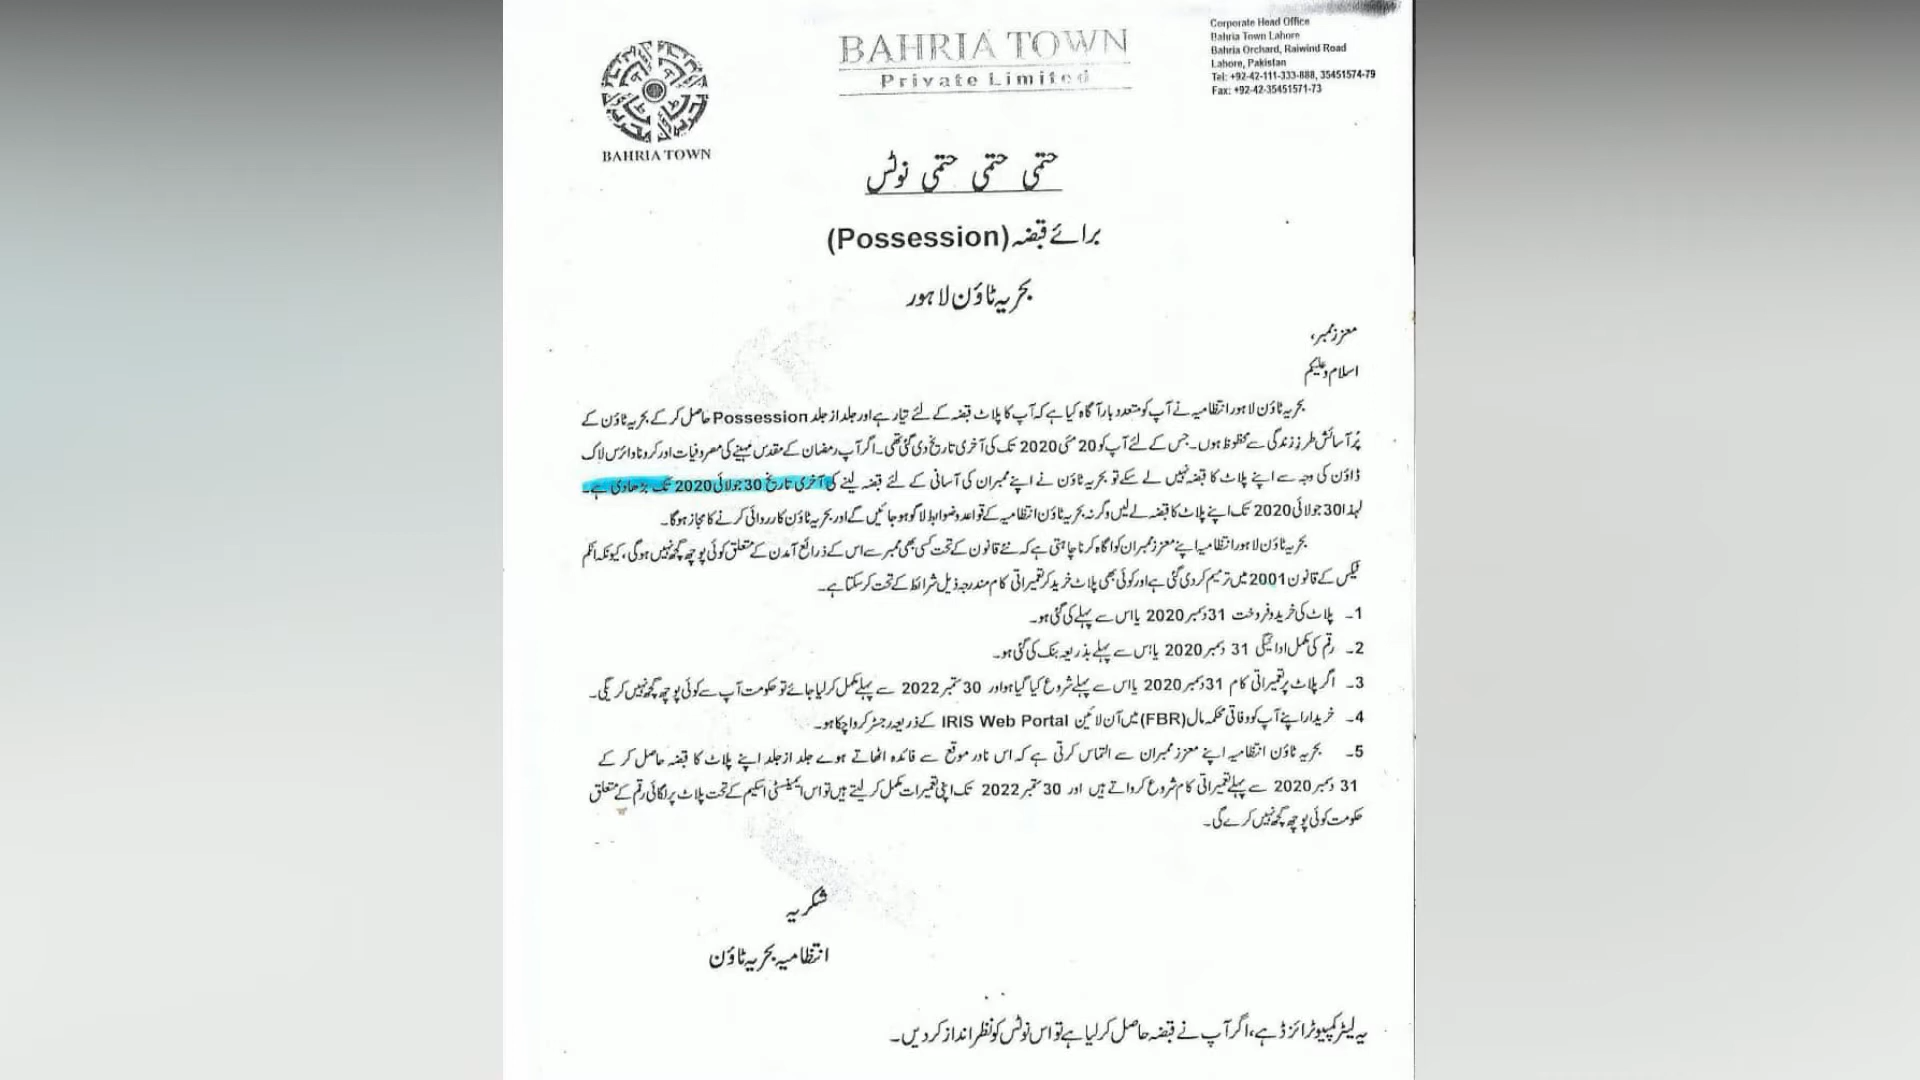 BAHRIA TOWN
BAHRIA TOWN
Private Limited
Corporate Head Office
Bahria Town Lahore
Bahria Orchard, Raiwind Road
Lahore, Pakistan
Tel: +92-42-111-333-888, 35451574-79
Fax: +92-42-35451571-73
حتمی حتمی حتمی نوٹس
برائے قبضہ (Possession)
بحریہ ٹاؤن لاہور
معزز ممبر،
اسلام وعلیکم
بحریہ ٹاؤن لاہور انتظامیہ نے آپ کو متعدد بار آگاہ کیا ہے کہ آپ کا پلاٹ قبضہ کے لئے تیار ہے اور جلد از جلد Possession حاصل کر کے بحریہ ٹاؤن کے
پُر آسائش طرز زندگی سے محظوظ ہوں۔ جس کے لئے آپ کو 20 مئی 2020 تک کی آخری تاریخ دی گئی تھی۔ اگر آپ رمضان کے مقدس مہینے کی مصروفیات اور کرونا وائرس لاک
ڈاؤن کی وجہ سے اپنے پلاٹ کا قبضہ نہیں لے سکے تو بحریہ ٹاؤن نے اپنے ممبران کی آسانی کے لئے قبضہ لینے کی آخری تاریخ 30 جولائی 2020 تک بڑھا دی ہے۔
لہذا 30 جولائی 2020 تک اپنے پلاٹ کا قبضہ لے لیں وگرنہ بحریہ ٹاؤن انتظامیہ کے قواعد و ضوابط لاگو ہو جائیں گے اور بحریہ ٹاؤن کارروائی کرنے کا مجاز ہوگا۔
بحریہ ٹاؤن لاہور انتظامیہ اپنے معزز ممبران کو آگاہ کرنا چاہتی ہے کہ نئے قانون کے تحت کسی بھی ممبر سے اس کے ذرائع آمدن کے متعلق کوئی پوچھ گچھ نہیں ہوگی، کیونکہ انکم
ٹیکس کے قانون 2001 میں ترمیم کر دی گئی ہے اور کوئی بھی پلاٹ خرید کر تعمیراتی کام مندرجہ ذیل شرائط کے تحت کر سکتا ہے۔
1۔ پلاٹ کی خرید و فروخت 31 دسمبر 2020 یا اس سے پہلے کی گئی ہو۔
2۔ رقم کی مکمل ادائیگی 31 دسمبر 2020 یا اس سے پہلے بذریعہ بنک کی گئی ہو۔
3۔ اگر پلاٹ پر تعمیراتی کام 31 دسمبر 2020 یا اس سے پہلے شروع کیا گیا ہو اور 30 ستمبر 2022 سے پہلے مکمل کر لیا جائے تو حکومت آپ سے کوئی پوچھ گچھ نہیں کریگی۔
4۔ خریدار اپنے آپ کو وفاقی محکمہ مال (FBR) میں آن لائین IRIS Web Portal کے ذریعہ رجسٹر کروا چکا ہو۔
5۔ بحریہ ٹاؤن انتظامیہ اپنے معزز ممبران سے التماس کرتی ہے کہ اس نادر موقع سے فائدہ اٹھاتے ہوے جلد از جلد اپنے پلاٹ کا قبضہ حاصل کر کے
31 دسمبر 2020 سے پہلے تعمیراتی کام شروع کرواتے ہیں اور 30 ستمبر 2022 تک اپنی تعمیرات مکمل کر لیتے ہیں تو اس ایمنیسٹی اسکیم کے تحت پلاٹ پر لگائی رقم کے متعلق
حکومت کوئی پوچھ گچھ نہیں کرے گی۔
شکریہ
انتظامیہ بحریہ ٹاؤن
یہ لیٹر کمپیوٹرائزڈ ہے، اگر آپ نے قبضہ حاصل کر لیا ہے تو اس نوٹس کو نظر انداز کر دیں۔